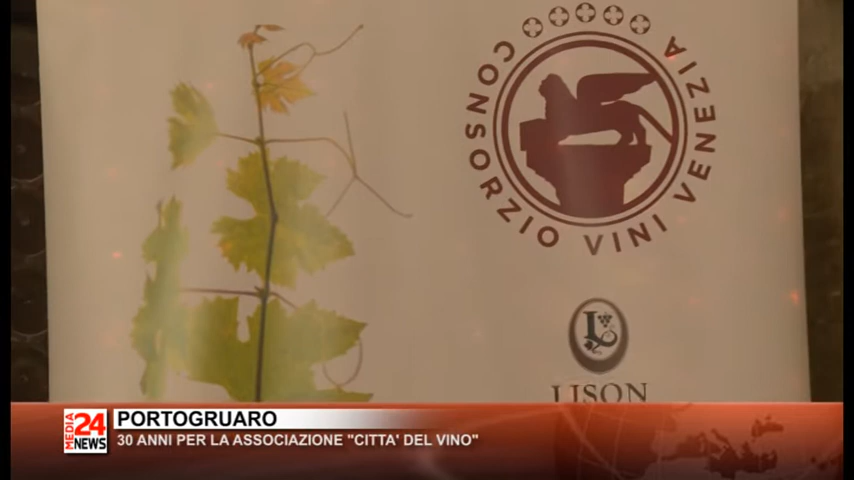 CONSORZIO VINI VENEZIA
L
LISON
MEDIA 24 NEWS
PORTOGRUARO
30 ANNI PER LA ASSOCIAZIONE "CITTA' DEL VINO"